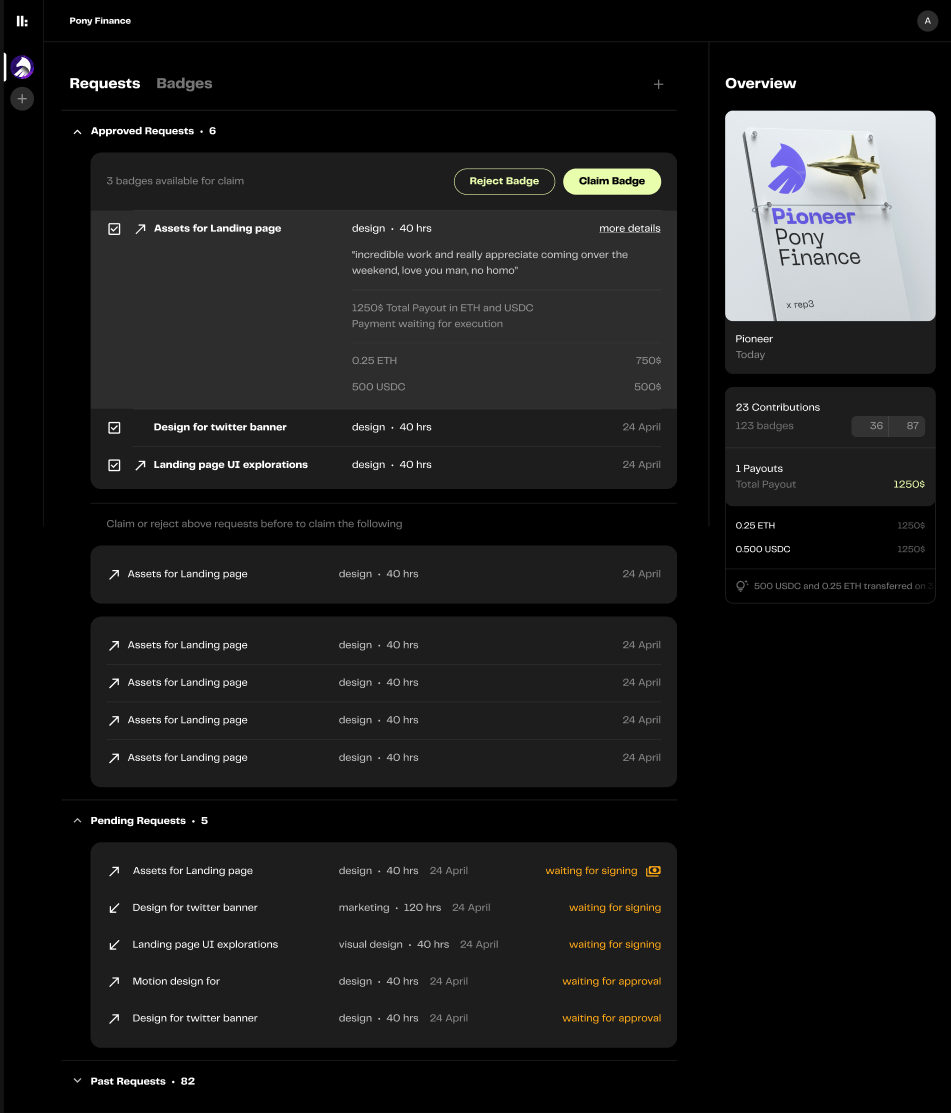 Pony Finance
A
Requests Badges
Approved Requests • 6
3 badges available for claim
Reject Badge
Claim Badge
Assets for Landing page
design • 40 hrs
more details
"incredible work and really appreciate coming onver the
weekend, love you man, no homo"
1250$ Total Payout in ETH and USDC
Payment waiting for execution
0.25 ETH 750$
500 USDC 500$
Design for twitter banner design • 40 hrs 24 April
Landing page UI explorations design • 40 hrs 24 April
Claim or reject above requests before to claim the following
Assets for Landing page design • 40 hrs 24 April
Assets for Landing page design • 40 hrs 24 April
Assets for Landing page design • 40 hrs 24 April
Assets for Landing page design • 40 hrs 24 April
Assets for Landing page design • 40 hrs 24 April
Pending Requests • 5
Assets for Landing page design • 40 hrs 24 April waiting for signing
Design for twitter banner marketing • 120 hrs 24 April waiting for signing
Landing page UI explorations visual design • 40 hrs 24 April waiting for signing
Motion design for design • 40 hrs 24 April waiting for approval
Design for twitter banner design • 40 hrs 24 April waiting for approval
Past Requests • 82
Overview
Pioneer
Pony
Finance
x rep3
Pioneer
Today
23 Contributions
123 badges 36 87
1 Payouts
Total Payout 1250$
0.25 ETH 1250$
0.500 USDC 1250$
500 USDC and 0.25 ETH transferred on